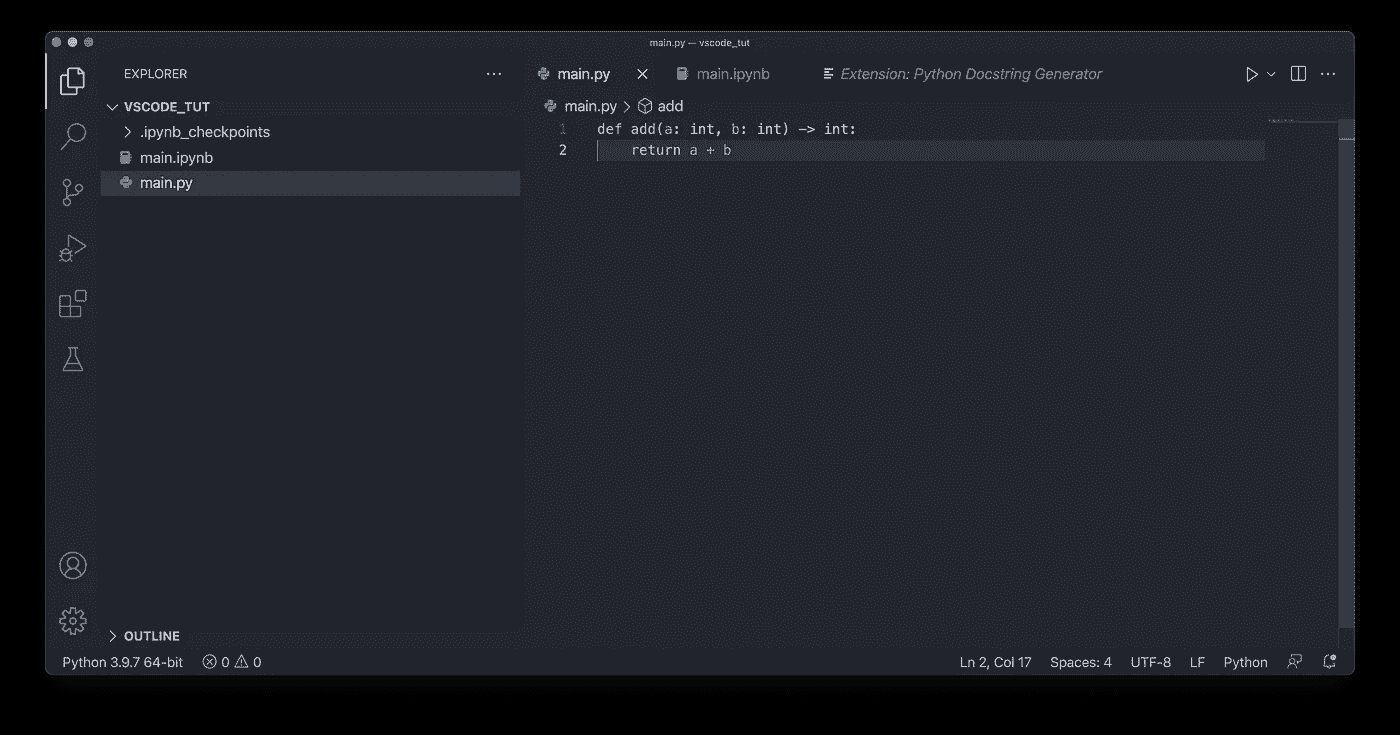 main.py — vscode_tut
EXPLORER
main.py
main.ipynb
Extension: Python Docstring Generator
VSCODE_TUT
.ipynb_checkpoints
main.ipynb
main.py
OUTLINE
main.py > add
1 def add(a: int, b: int) -> int:
2 return a + b
Python 3.9.7 64-bit 0 0 Ln 2, Col 17 Spaces: 4 UTF-8 LF Python